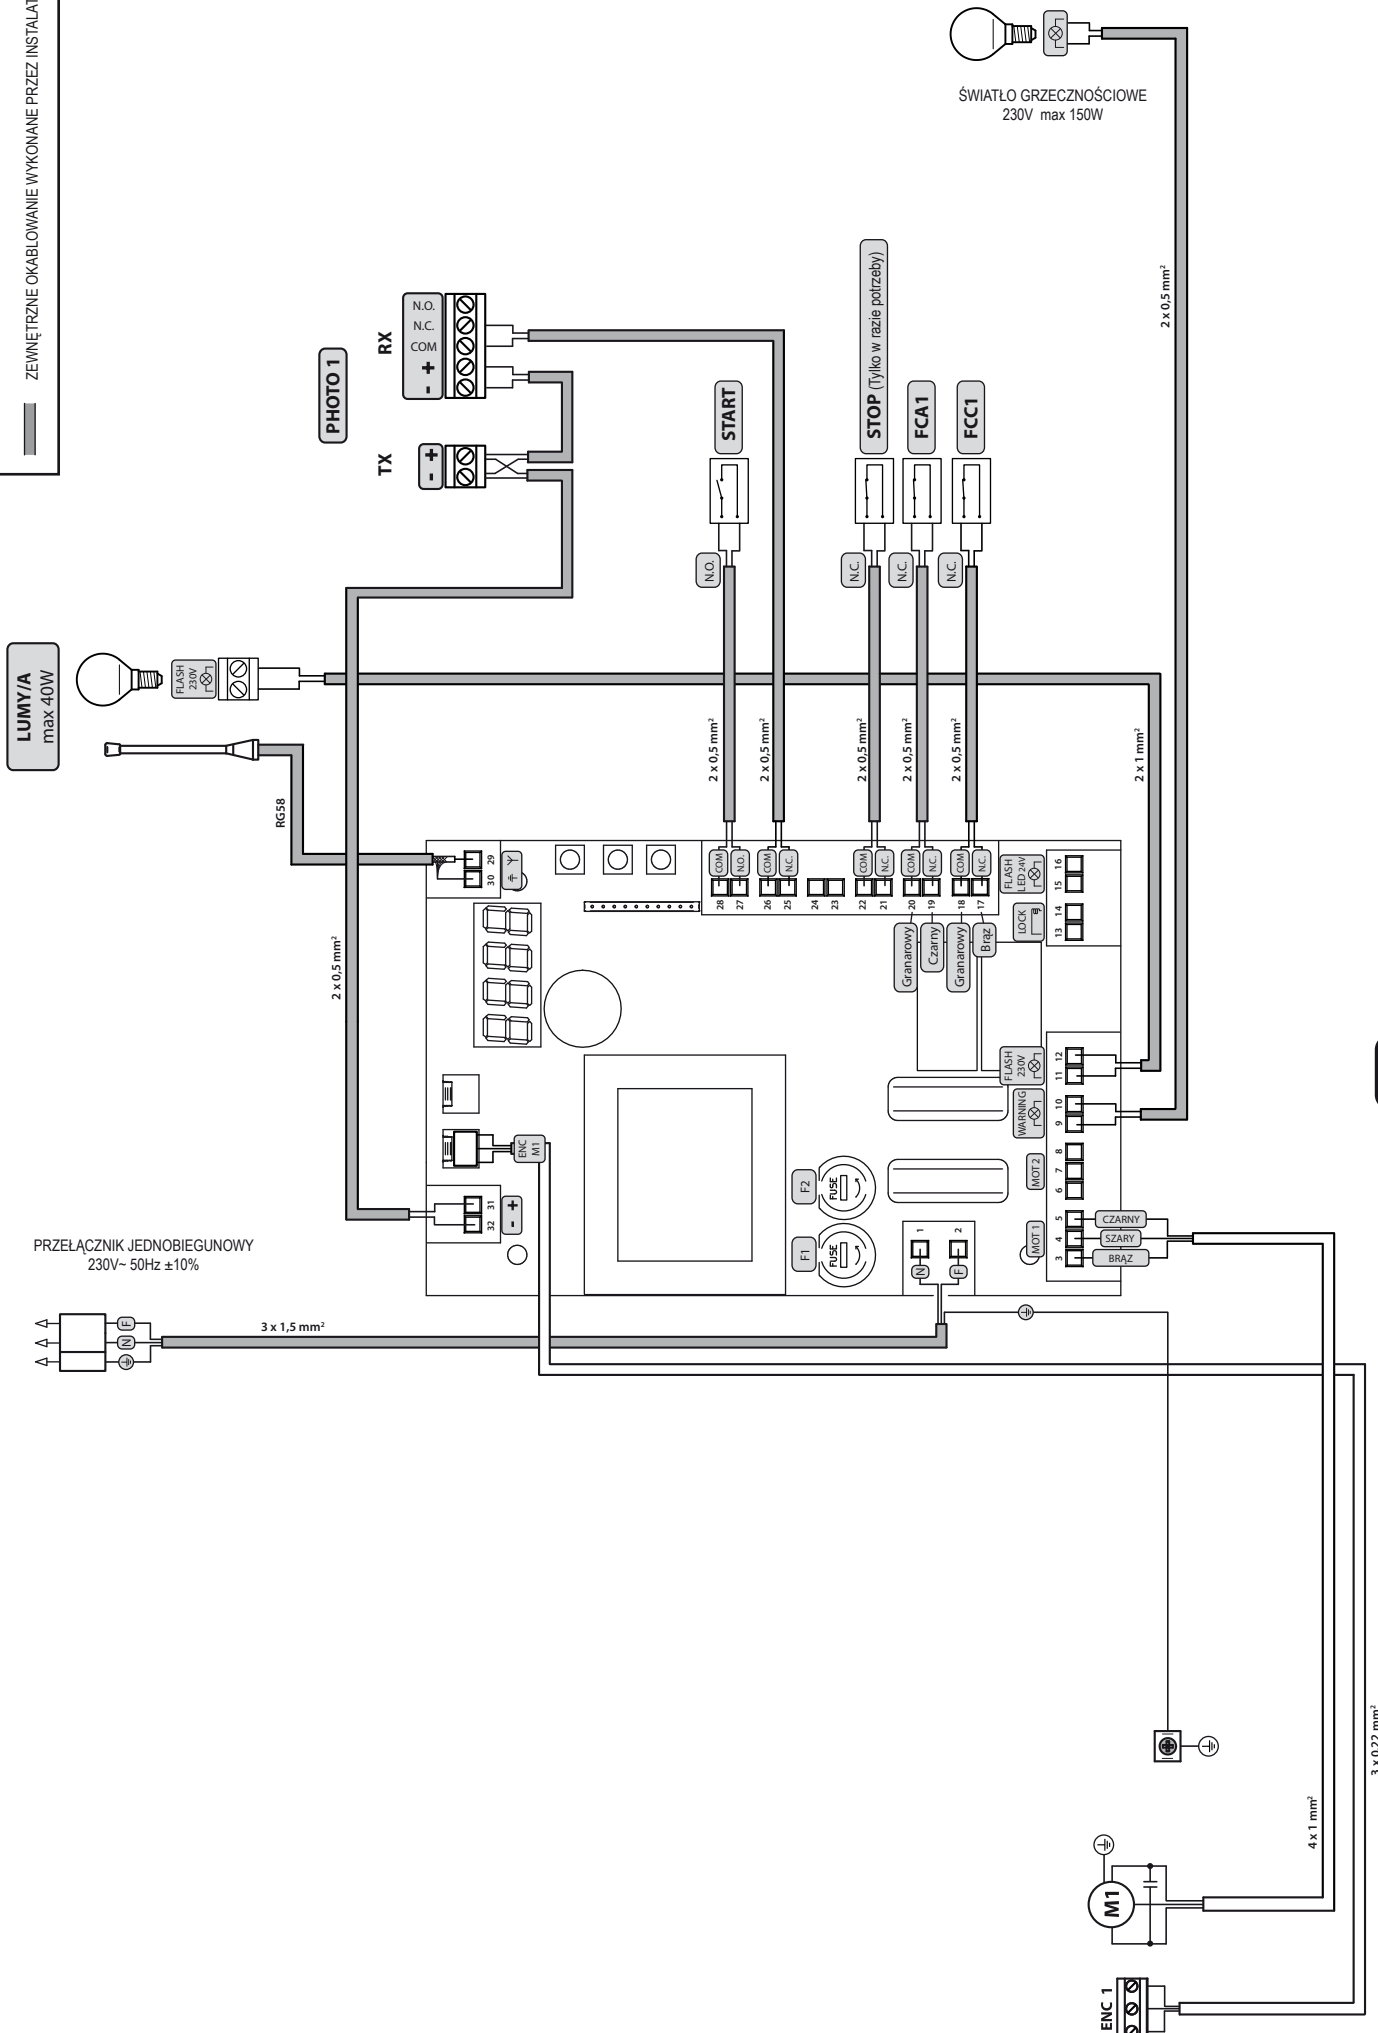 ZEWNĘTRZNE OKABLOWANIE WYKONANE PRZEZ INSTALAT
ŚWIATŁO GRZECZNOŚCIOWE
230V max 150W
2 x 0,5 mm²
PHOTO 1
RX
N.O.
N.C.
COM
- +
TX
- +
START
STOP (Tylko w razie potrzeby)
FCA1
FCC1
N.O.
N.C.
N.C.
N.C.
LUMY/A
max 40W
FLASH
230V
RG58
2 x 0,5 mm²
2 x 0,5 mm²
2 x 0,5 mm²
2 x 0,5 mm²
2 x 0,5 mm²
2 x 1 mm²
2 x 0,5 mm²
30 29
COM
N.O.
COM
N.C.
COM
N.C.
COM
N.C.
COM
N.C.
28
27
26
25
24
23
22
21
20
19
18
17
Granarowy
Czarny
Granarowy
Brąz
FLASH
LED 24V
LOCK
13 14 15 16
FLASH
230V
WARNING
MOT 2
MOT 1
3 4 5 6 7 8 9 10 11 12
CZARNY
SZARY
BRĄZ
ENC
M1
32 31
- +
F2
FUSE
F1
FUSE
1
2
N
F
PRZEŁĄCZNIK JEDNOBIEGUNOWY
230V~ 50Hz ±10%
F
N
3 x 1,5 mm²
4 x 1 mm²
3 x 0,22 mm²
M1
ENC 1